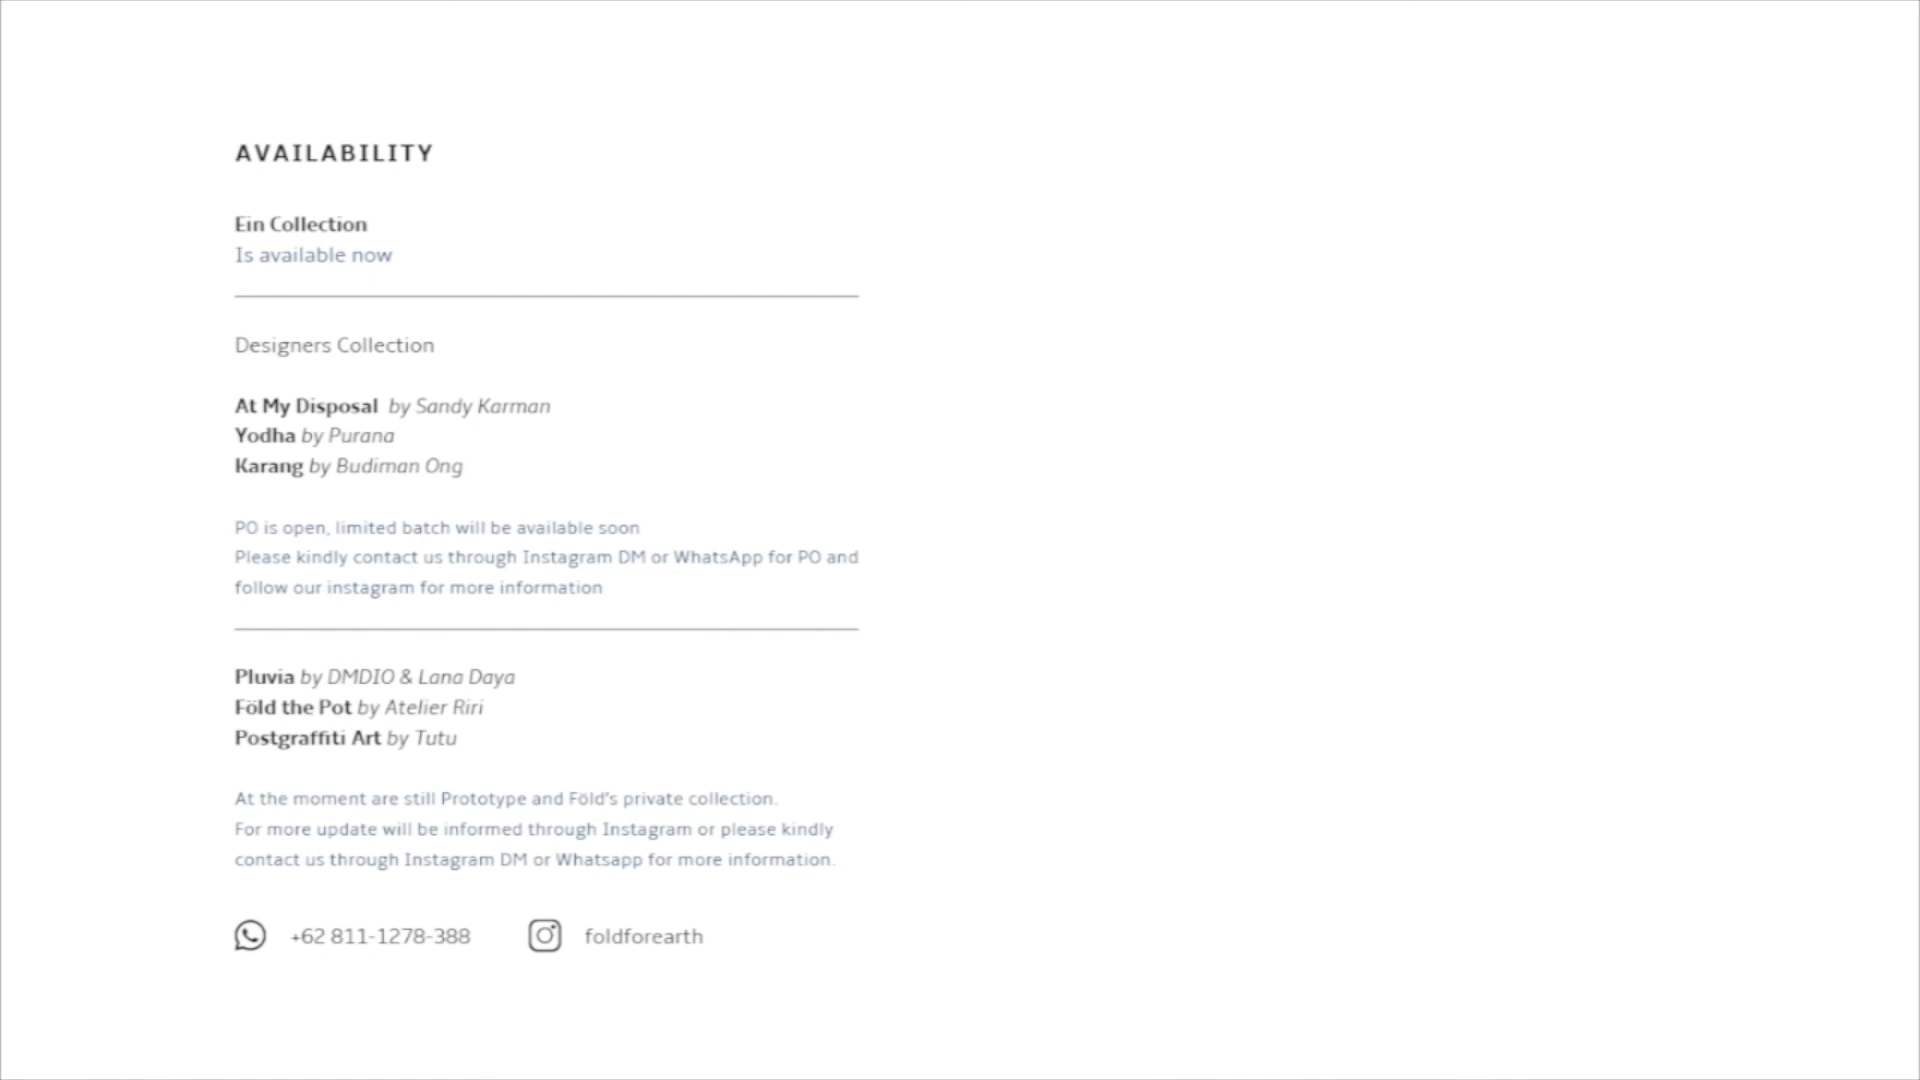 AVAILABILITY
Ein Collection
Is available now
Designers Collection
At My Disposal by Sandy Karman
Yodha by Purana
Karang by Budiman Ong
PO is open, limited batch will be available soon
Please kindly contact us through Instagram DM or WhatsApp for PO and
follow our instagram for more information
Pluvia by DMDIO & Lana Daya
Föld the Pot by Atelier Riri
Postgraffiti Art by Tutu
At the moment are still Prototype and Föld's private collection.
For more update will be informed through Instagram or please kindly
contact us through Instagram DM or Whatsapp for more information.
+62 811-1278-388 foldforearth